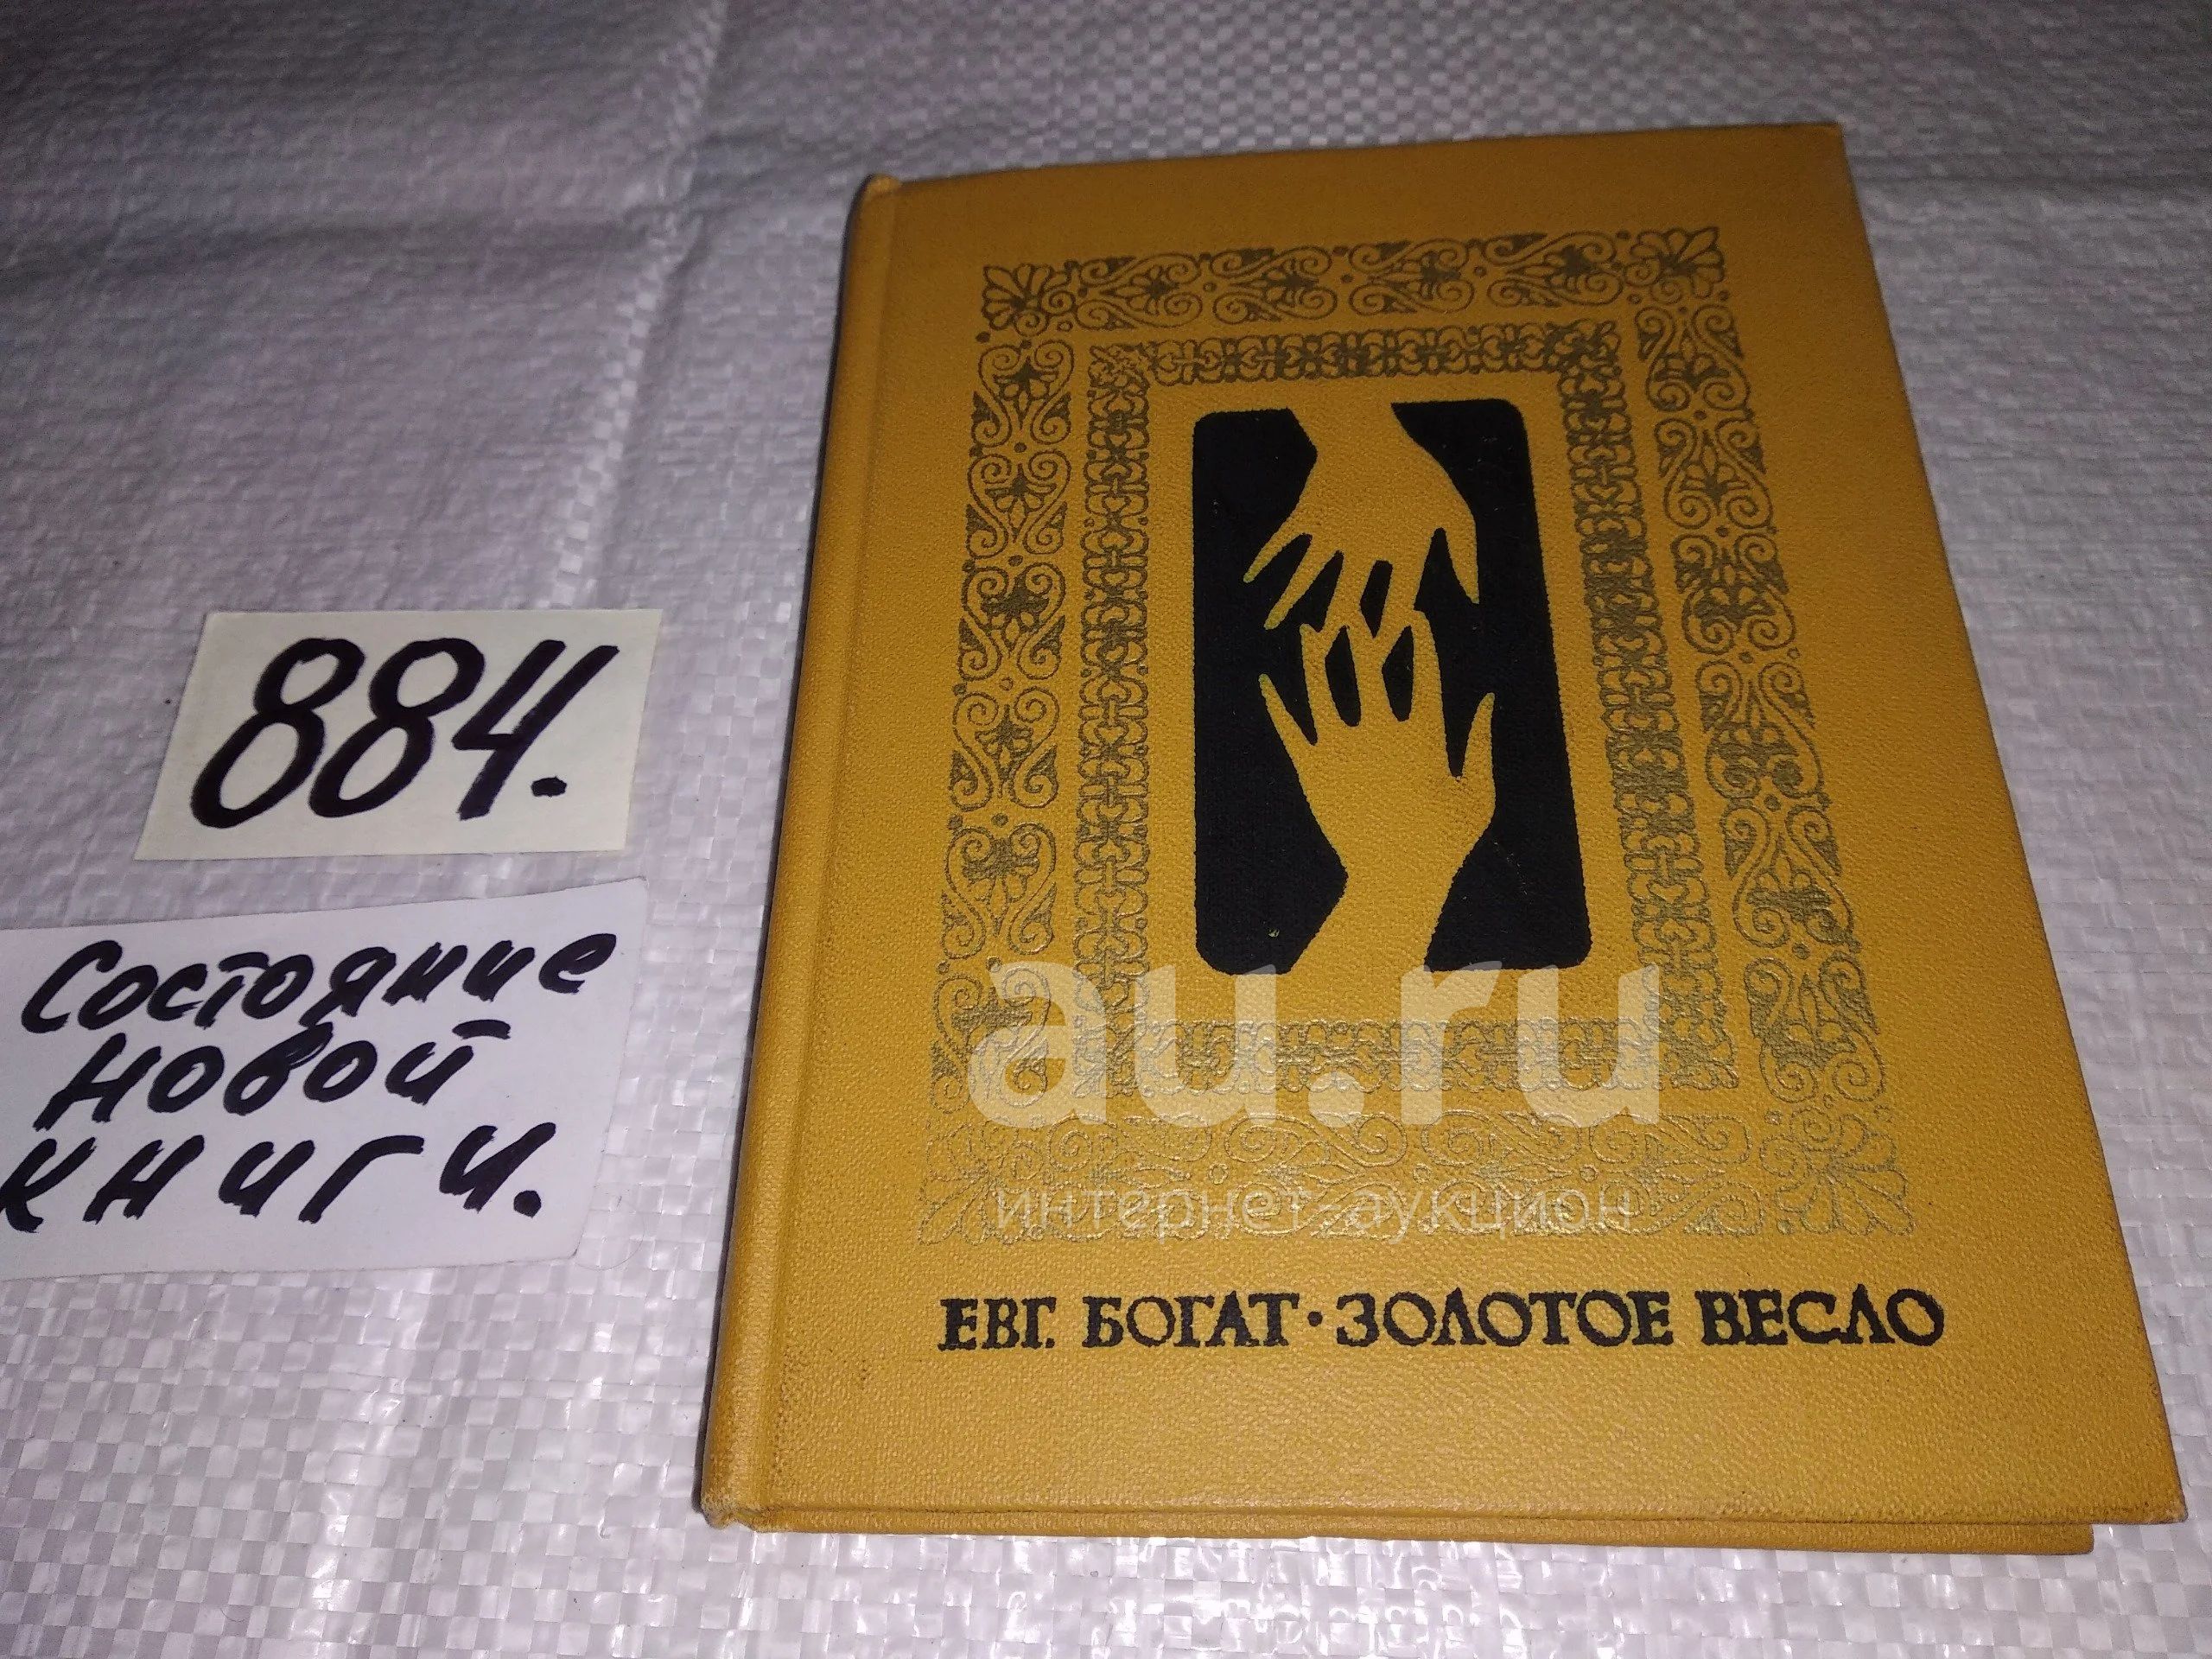 884.
Состояние
новой
книги.
au.ru
интернет-аукцион
ЕВГ. БОГАТ · ЗОЛОТОЕ ВЕСЛО